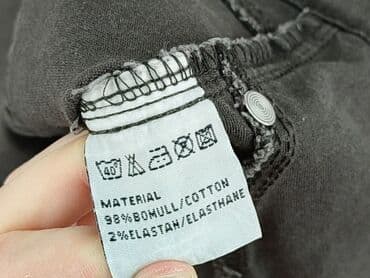 40°
MATERIAL
98%BOMULL/COTTON
2%ELASTAN/ELASTHANE